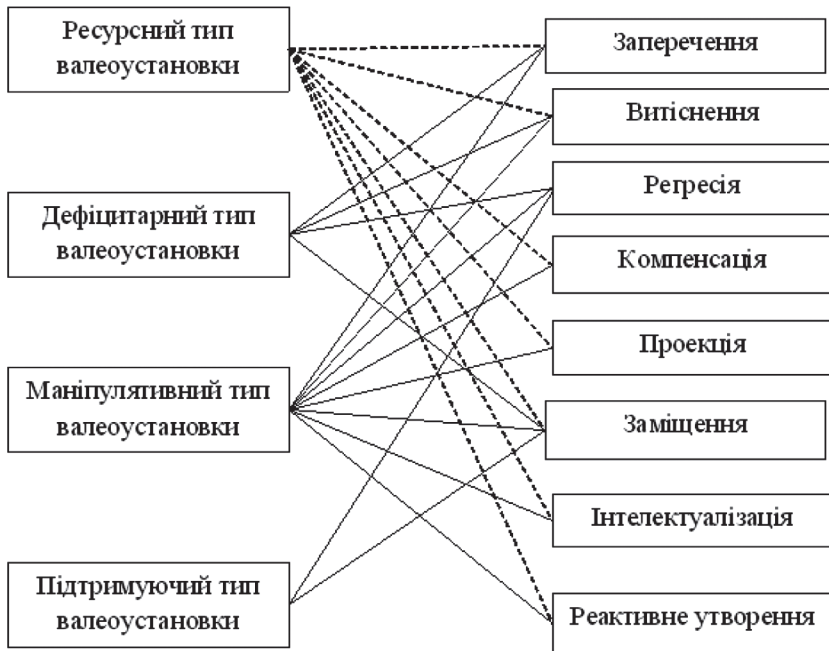 Ресурсний тип
валеоустановки
Дефіцитарний тип
валеоустановки
Маніпулятивний тип
валеоустановки
Підтримуючий тип
валеоустановки
Заперечення
Витіснення
Регресія
Компенсація
Проекція
Заміщення
Інтелектуалізація
Реактивне утворення